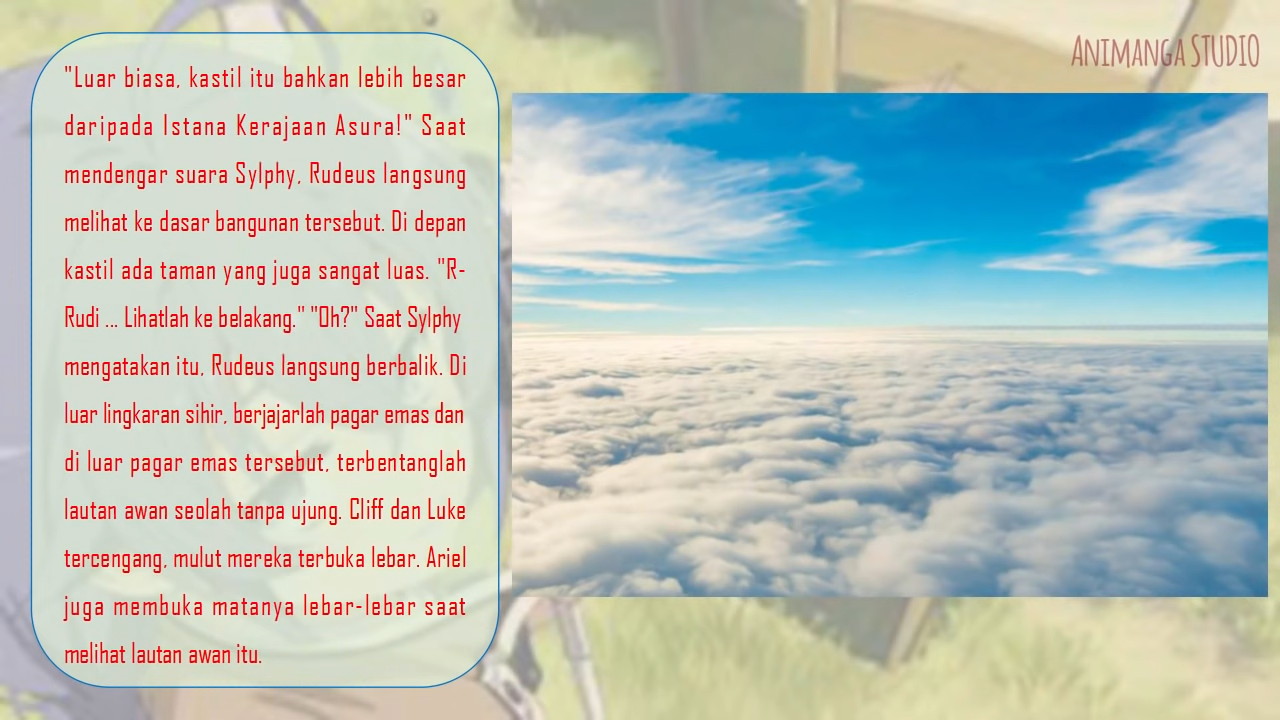 "Luar biasa, kastil itu bahkan lebih besar
daripada Istana Kerajaan Asura!" Saat
mendengar suara Sylphy, Rudeus langsung
melihat ke dasar bangunan tersebut. Di depan
kastil ada taman yang juga sangat luas. "R-
Rudi ... Lihatlah ke belakang." "Oh?" Saat Sylphy
mengatakan itu, Rudeus langsung berbalik. Di
luar lingkaran sihir, berjajarlah pagar emas dan
di luar pagar emas tersebut, terbentanglah
lautan awan seolah tanpa ujung. Cliff dan Luke
tercengang, mulut mereka terbuka lebar. Ariel
juga membuka matanya lebar-lebar saat
melihat lautan awan itu.
ANIMANGA STUDIO